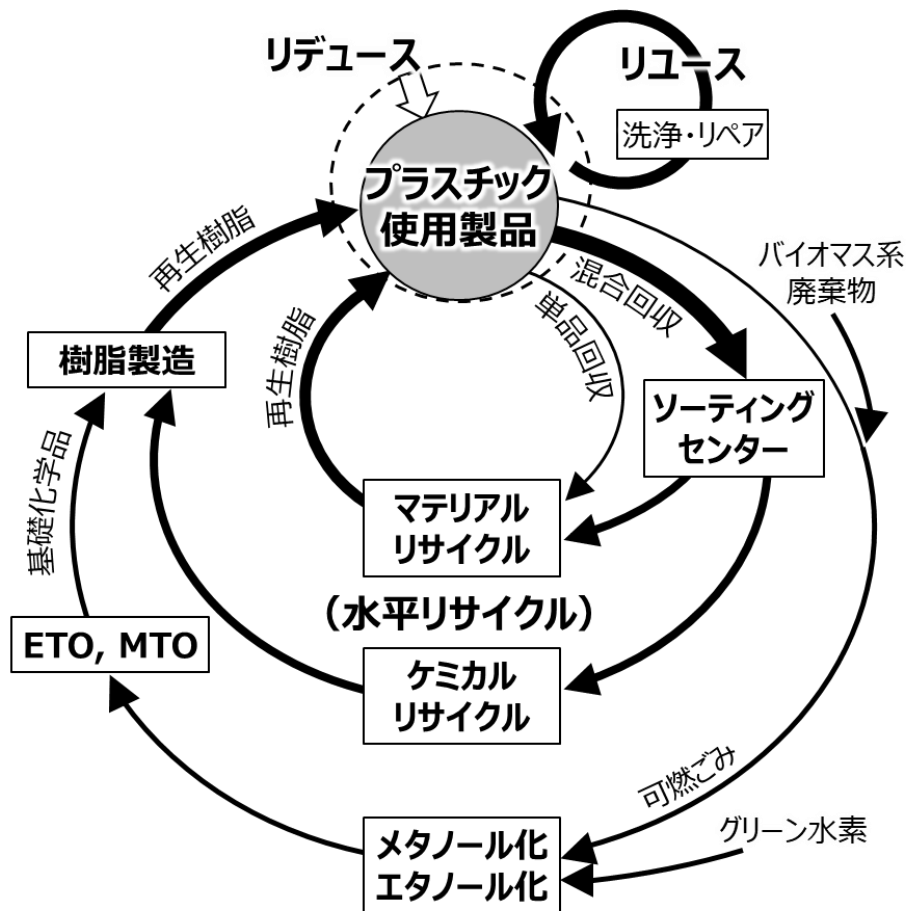 リデュース
リユース
洗浄・リペア
プラスチック
使用製品
再生樹脂
混合回収
バイオマス系
廃棄物
単品回収
再生樹脂
樹脂製造
ソーティング
センター
基礎化学品
マテリアル
リサイクル
（水平リサイクル）
ETO, MTO
ケミカル
リサイクル
可燃ごみ
グリーン水素
メタノール化
エタノール化